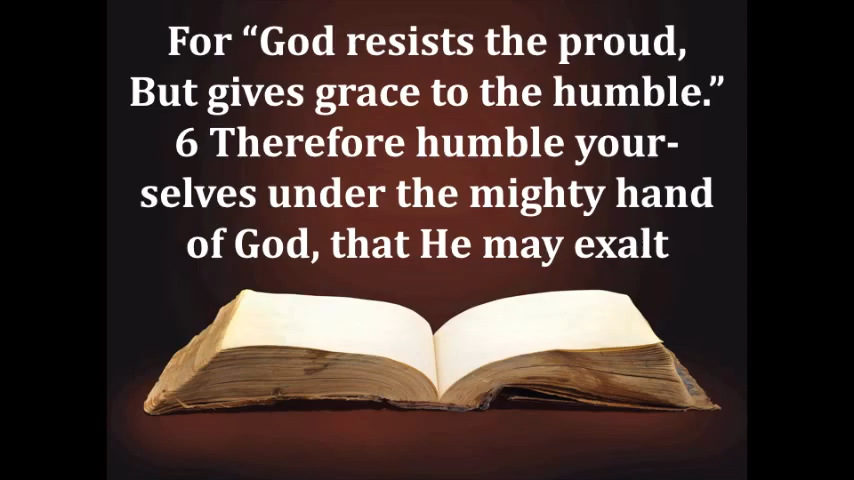 For “God resists the proud,
But gives grace to the humble.”
6 Therefore humble your-
selves under the mighty hand
of God, that He may exalt